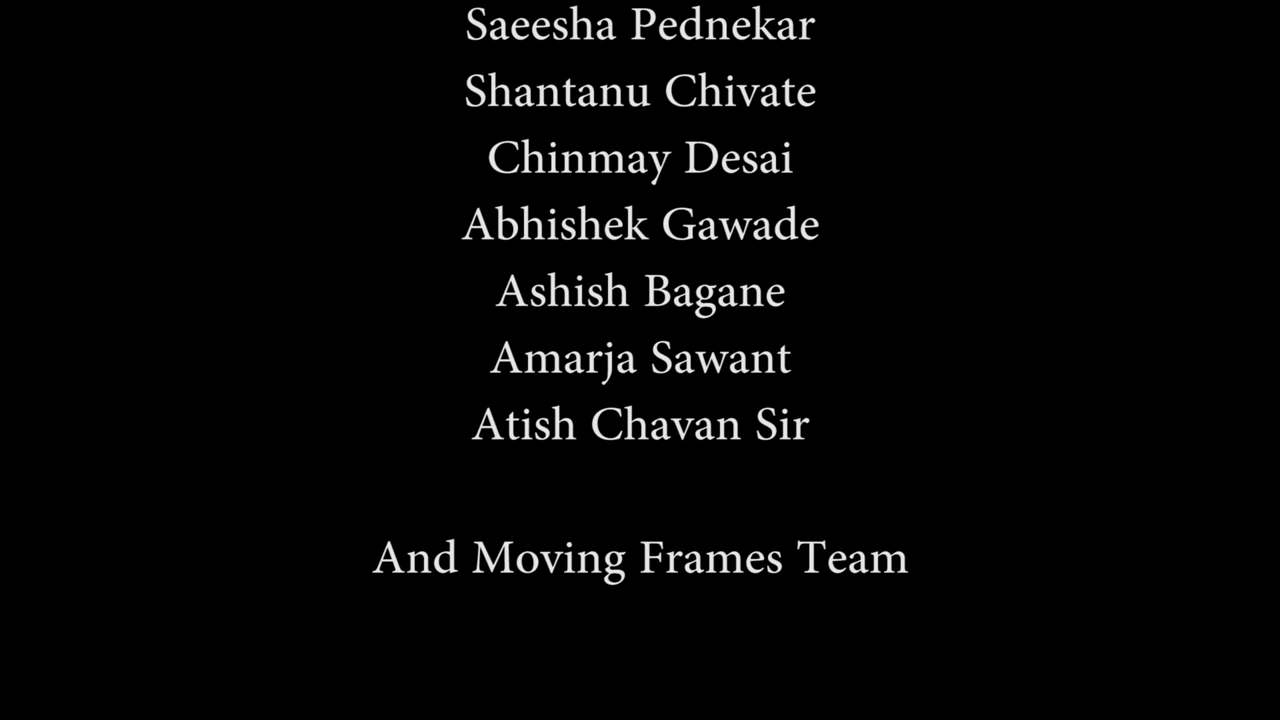 Saeesha Pednekar
Shantanu Chivate
Chinmay Desai
Abhishek Gawade
Ashish Bagane
Amarja Sawant
Atish Chavan Sir
And Moving Frames Team